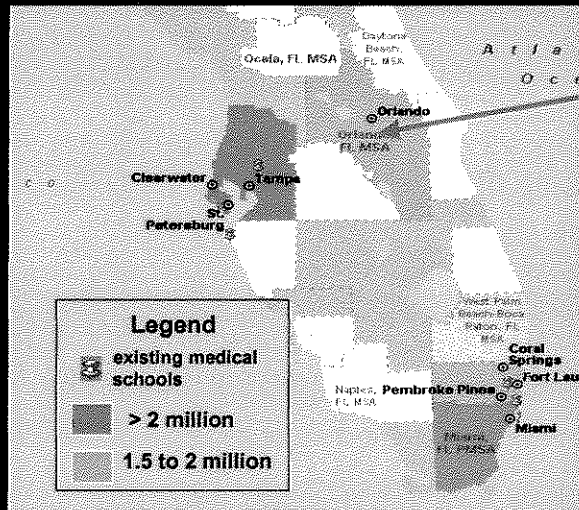 Daytona
Beach,
FL MSA
A t l a
O c
Ocala, FL MSA
Orlando
Orlando,
FL MSA
c o
Clearwater
Tampa
St.
Petersburg
West Palm
Beach-Boca
Raton, FL
MSA
Coral
Springs
Fort Lau
Naples,
FL MSA
Pembroke Pines
Miami
Miami,
FL PMSA
Legend
existing medical
schools
> 2 million
1.5 to 2 million